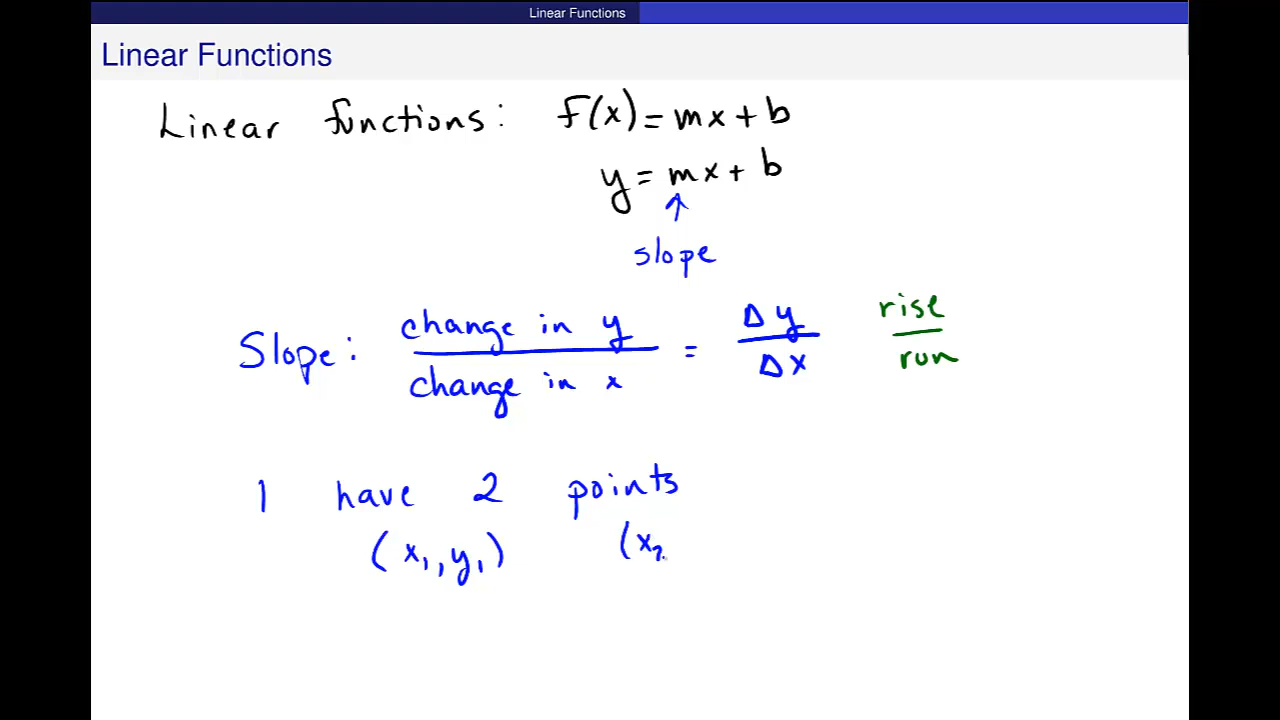 Linear Functions
Linear Functions
Linear functions: f(x) = mx + b
y = mx + b
↑
slope
Slope: change in y / change in x = Δy / Δx rise / run
I have 2 points
(x₁, y₁) (x₂